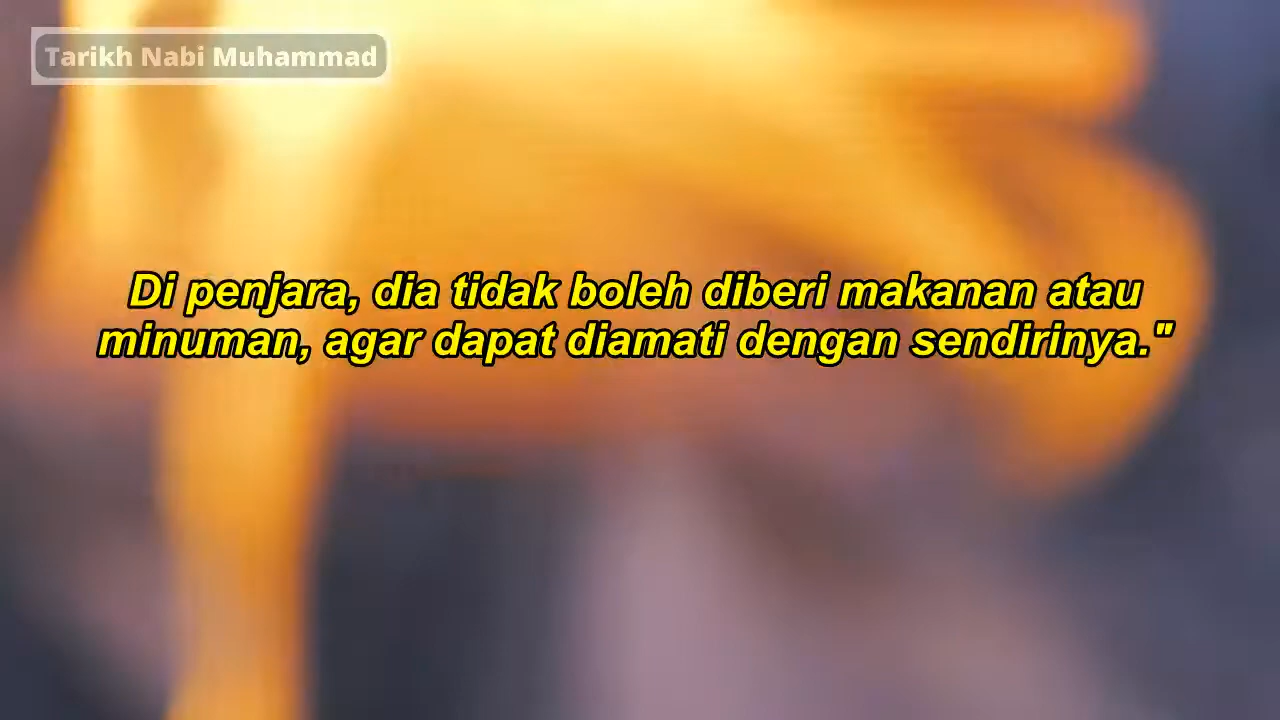 Tarikh Nabi Muhammad
Di penjara, dia tidak boleh diberi makanan atau
minuman, agar dapat diamati dengan sendirinya."